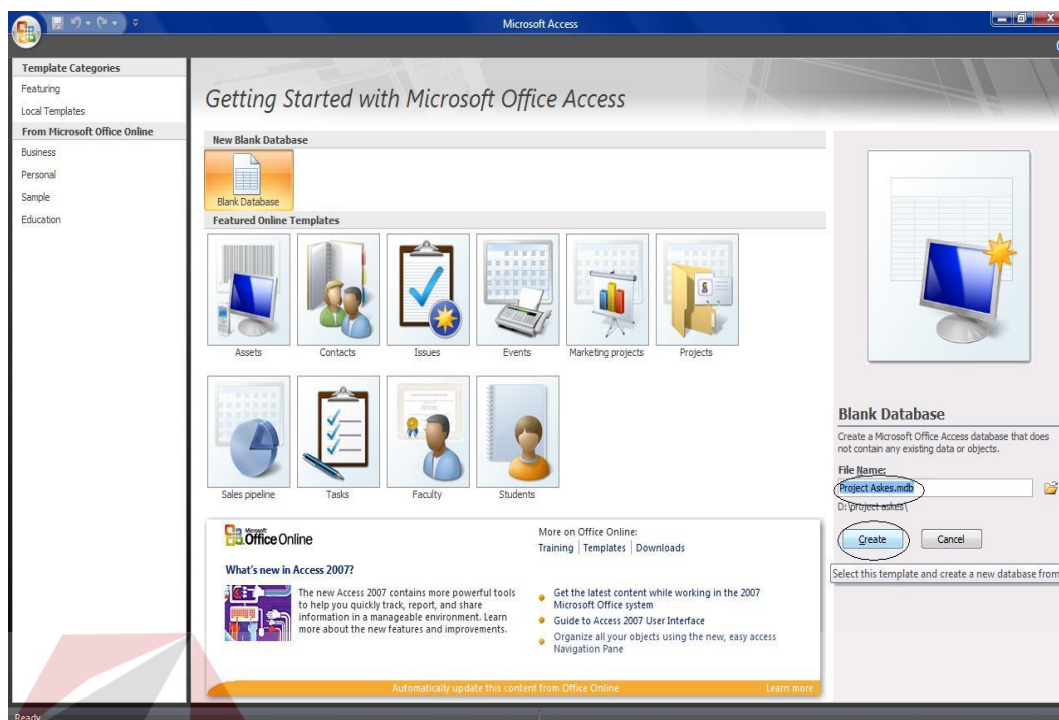 Microsoft Access
Template Categories
Featuring
Local Templates
From Microsoft Office Online
Business
Personal
Sample
Education
Getting Started with Microsoft Office Access
New Blank Database
Blank Database
Featured Online Templates
Assets
Contacts
Issues
Events
Marketing projects
Projects
Sales pipeline
Tasks
Faculty
Students
Microsoft
Office Online
More on Office Online:
Training | Templates | Downloads
What's new in Access 2007?
The new Access 2007 contains more powerful tools
to help you quickly track, report, and share
information in a manageable environment. Learn
more about the new features and improvements.
Get the latest content while working in the 2007
Microsoft Office system
Guide to Access 2007 User Interface
Organize all your objects using the new, easy access
Navigation Pane
Automatically update this content from Office Online
Learn more
Blank Database
Create a Microsoft Office Access database that does
not contain any existing data or objects.
File Name:
Project Askes.mdb
D:\project askes\
Create
Cancel
Select this template and create a new database from
Ready